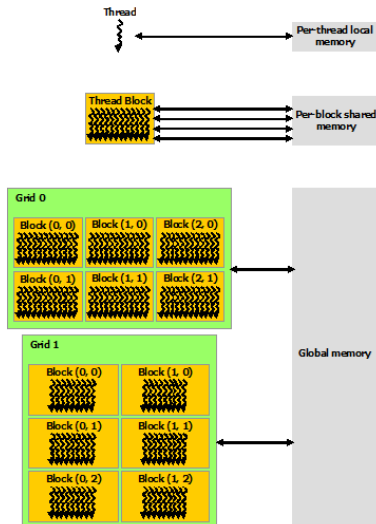 Thread
Per-thread local
memory
Thread Block
Per-block shared
memory
Grid 0
Block (0, 0) Block (1, 0) Block (2, 0)
Block (0, 1) Block (1, 1) Block (2, 1)
Grid 1
Block (0, 0) Block (1, 0)
Global memory
Block (0, 1) Block (1, 1)
Block (0, 2) Block (1, 2)